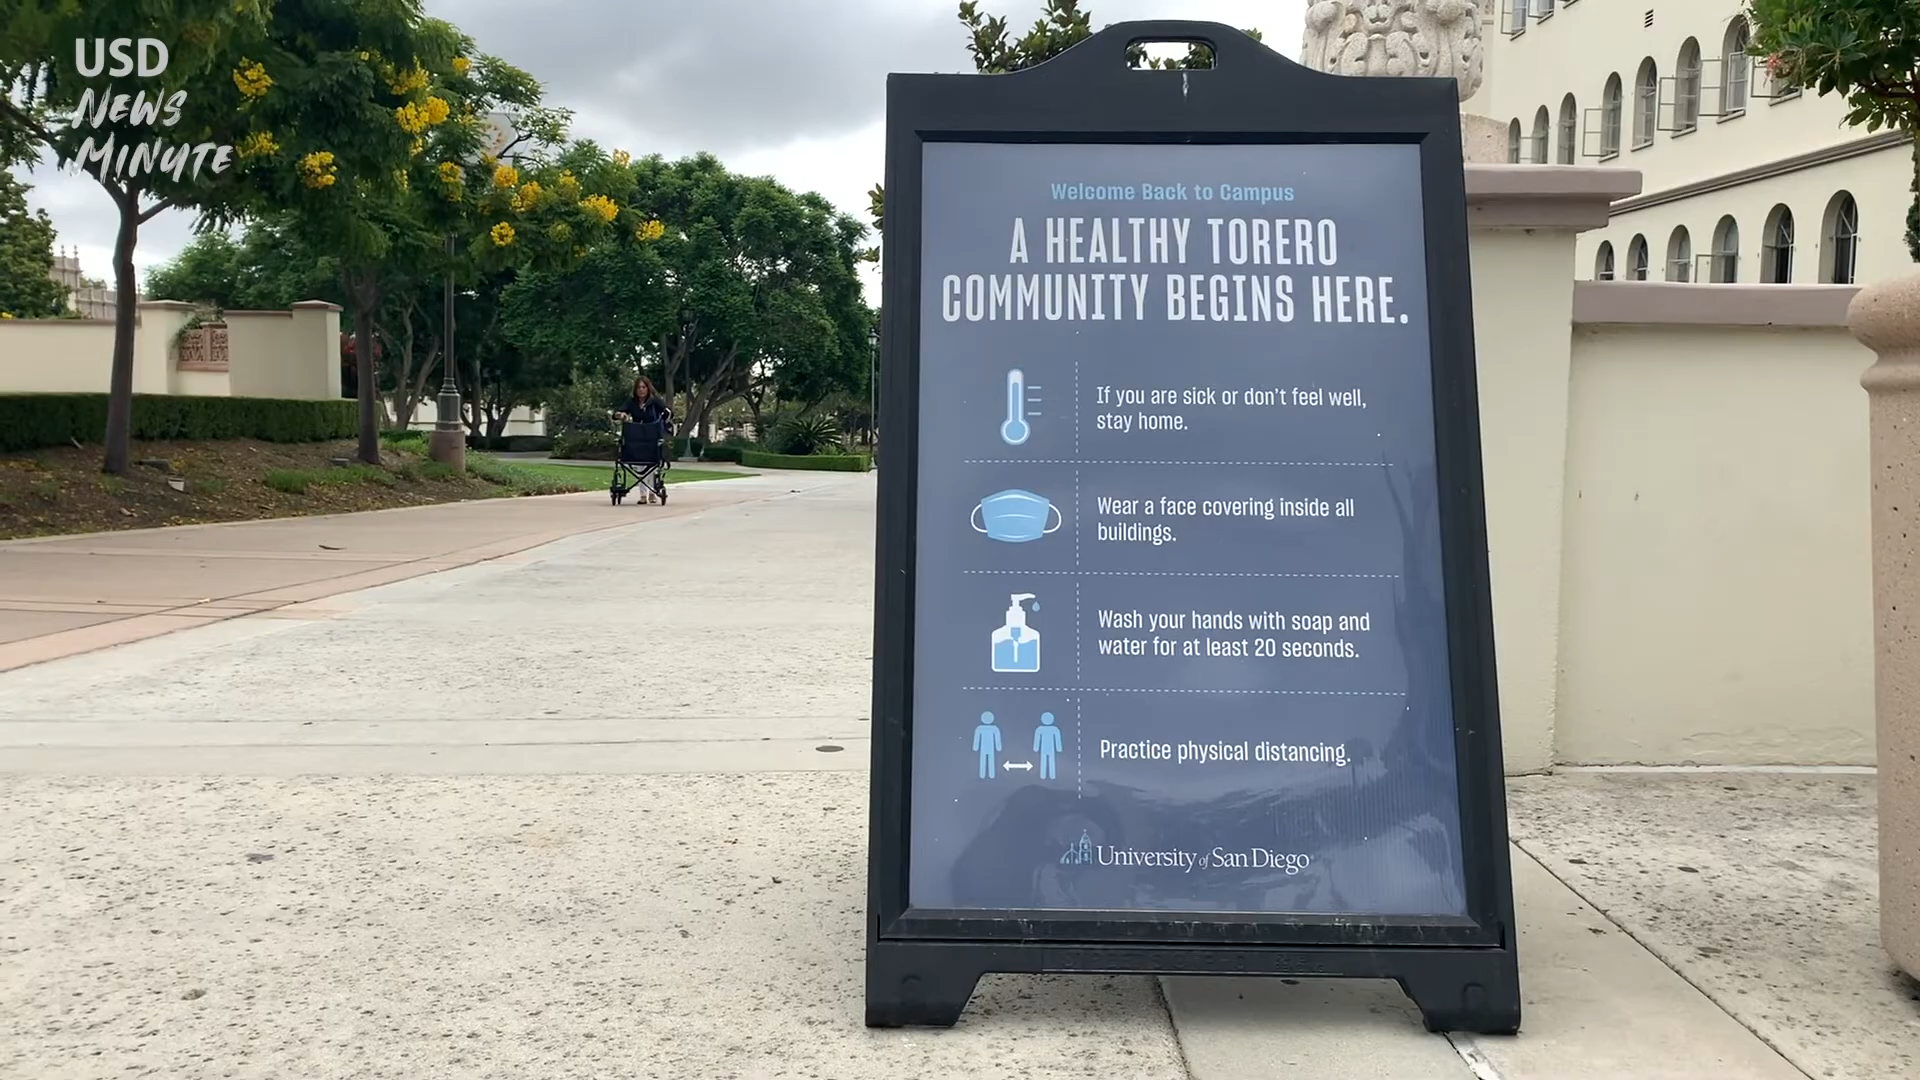 USD
NEWS
MINUTE
Welcome Back to Campus
A HEALTHY TORERO
COMMUNITY BEGINS HERE.
If you are sick or don't feel well,
stay home.
Wear a face covering inside all
buildings.
Wash your hands with soap and
water for at least 20 seconds.
Practice physical distancing.
University of San Diego